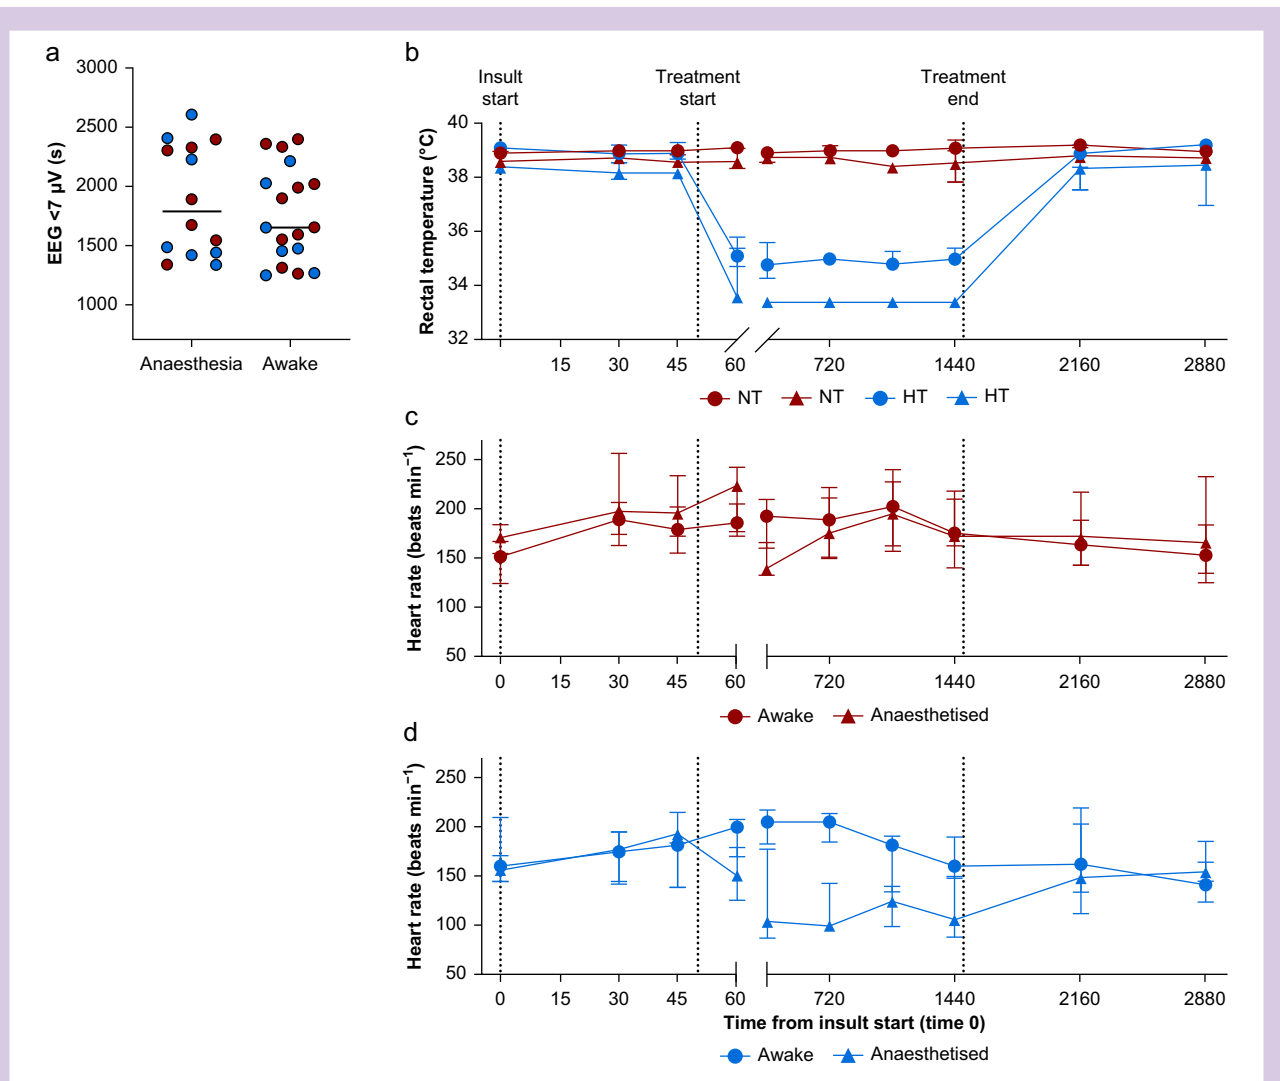 a
EEG <7 µV (s)
3000
2500
2000
1500
1000
Anaesthesia Awake
b
Insult start
Treatment start
Treatment end
Rectal temperature (°C)
40
38
36
34
32
15 30 45 60 720 1440 2160 2880
NT NT HT HT
c
Heart rate (beats min⁻¹)
250
200
150
100
50
0 15 30 45 60 720 1440 2160 2880
Awake Anaesthetised
d
Heart rate (beats min⁻¹)
250
200
150
100
50
0 15 30 45 60 720 1440 2160 2880
Time from insult start (time 0)
Awake Anaesthetised